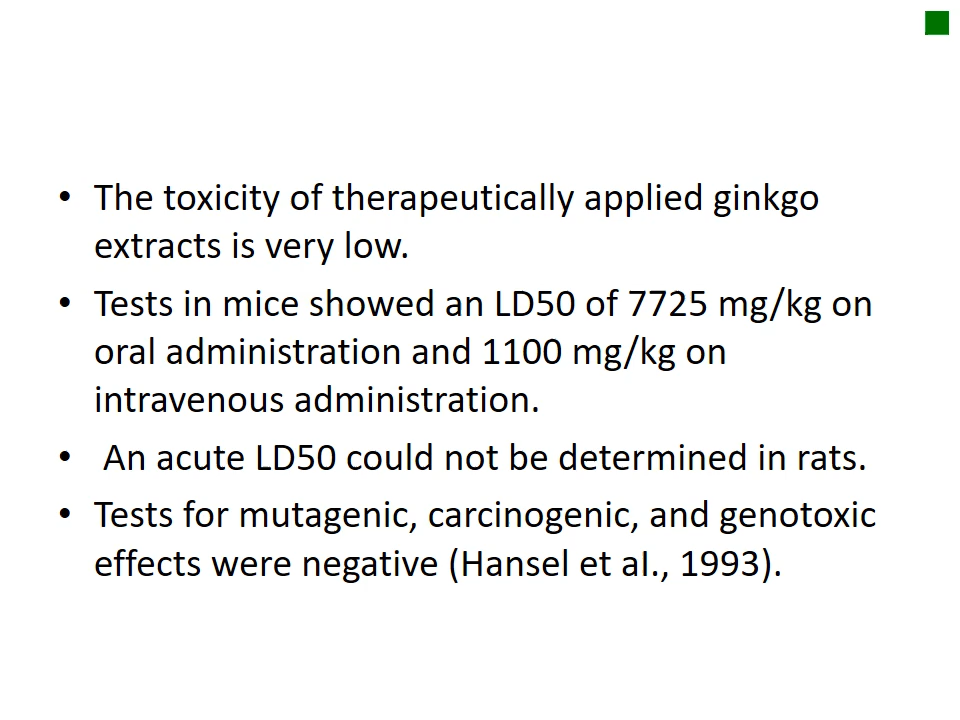 • The toxicity of therapeutically applied ginkgo
extracts is very low.
• Tests in mice showed an LD50 of 7725 mg/kg on
oral administration and 1100 mg/kg on
intravenous administration.
• An acute LD50 could not be determined in rats.
• Tests for mutagenic, carcinogenic, and genotoxic
effects were negative (Hansel et aI., 1993).